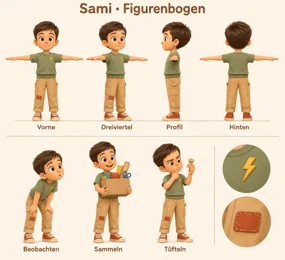 Sami · Figurenbogen
Vorne
Dreiviertel
Profil
Hinten
Beobachten
Sammeln
Tüfteln